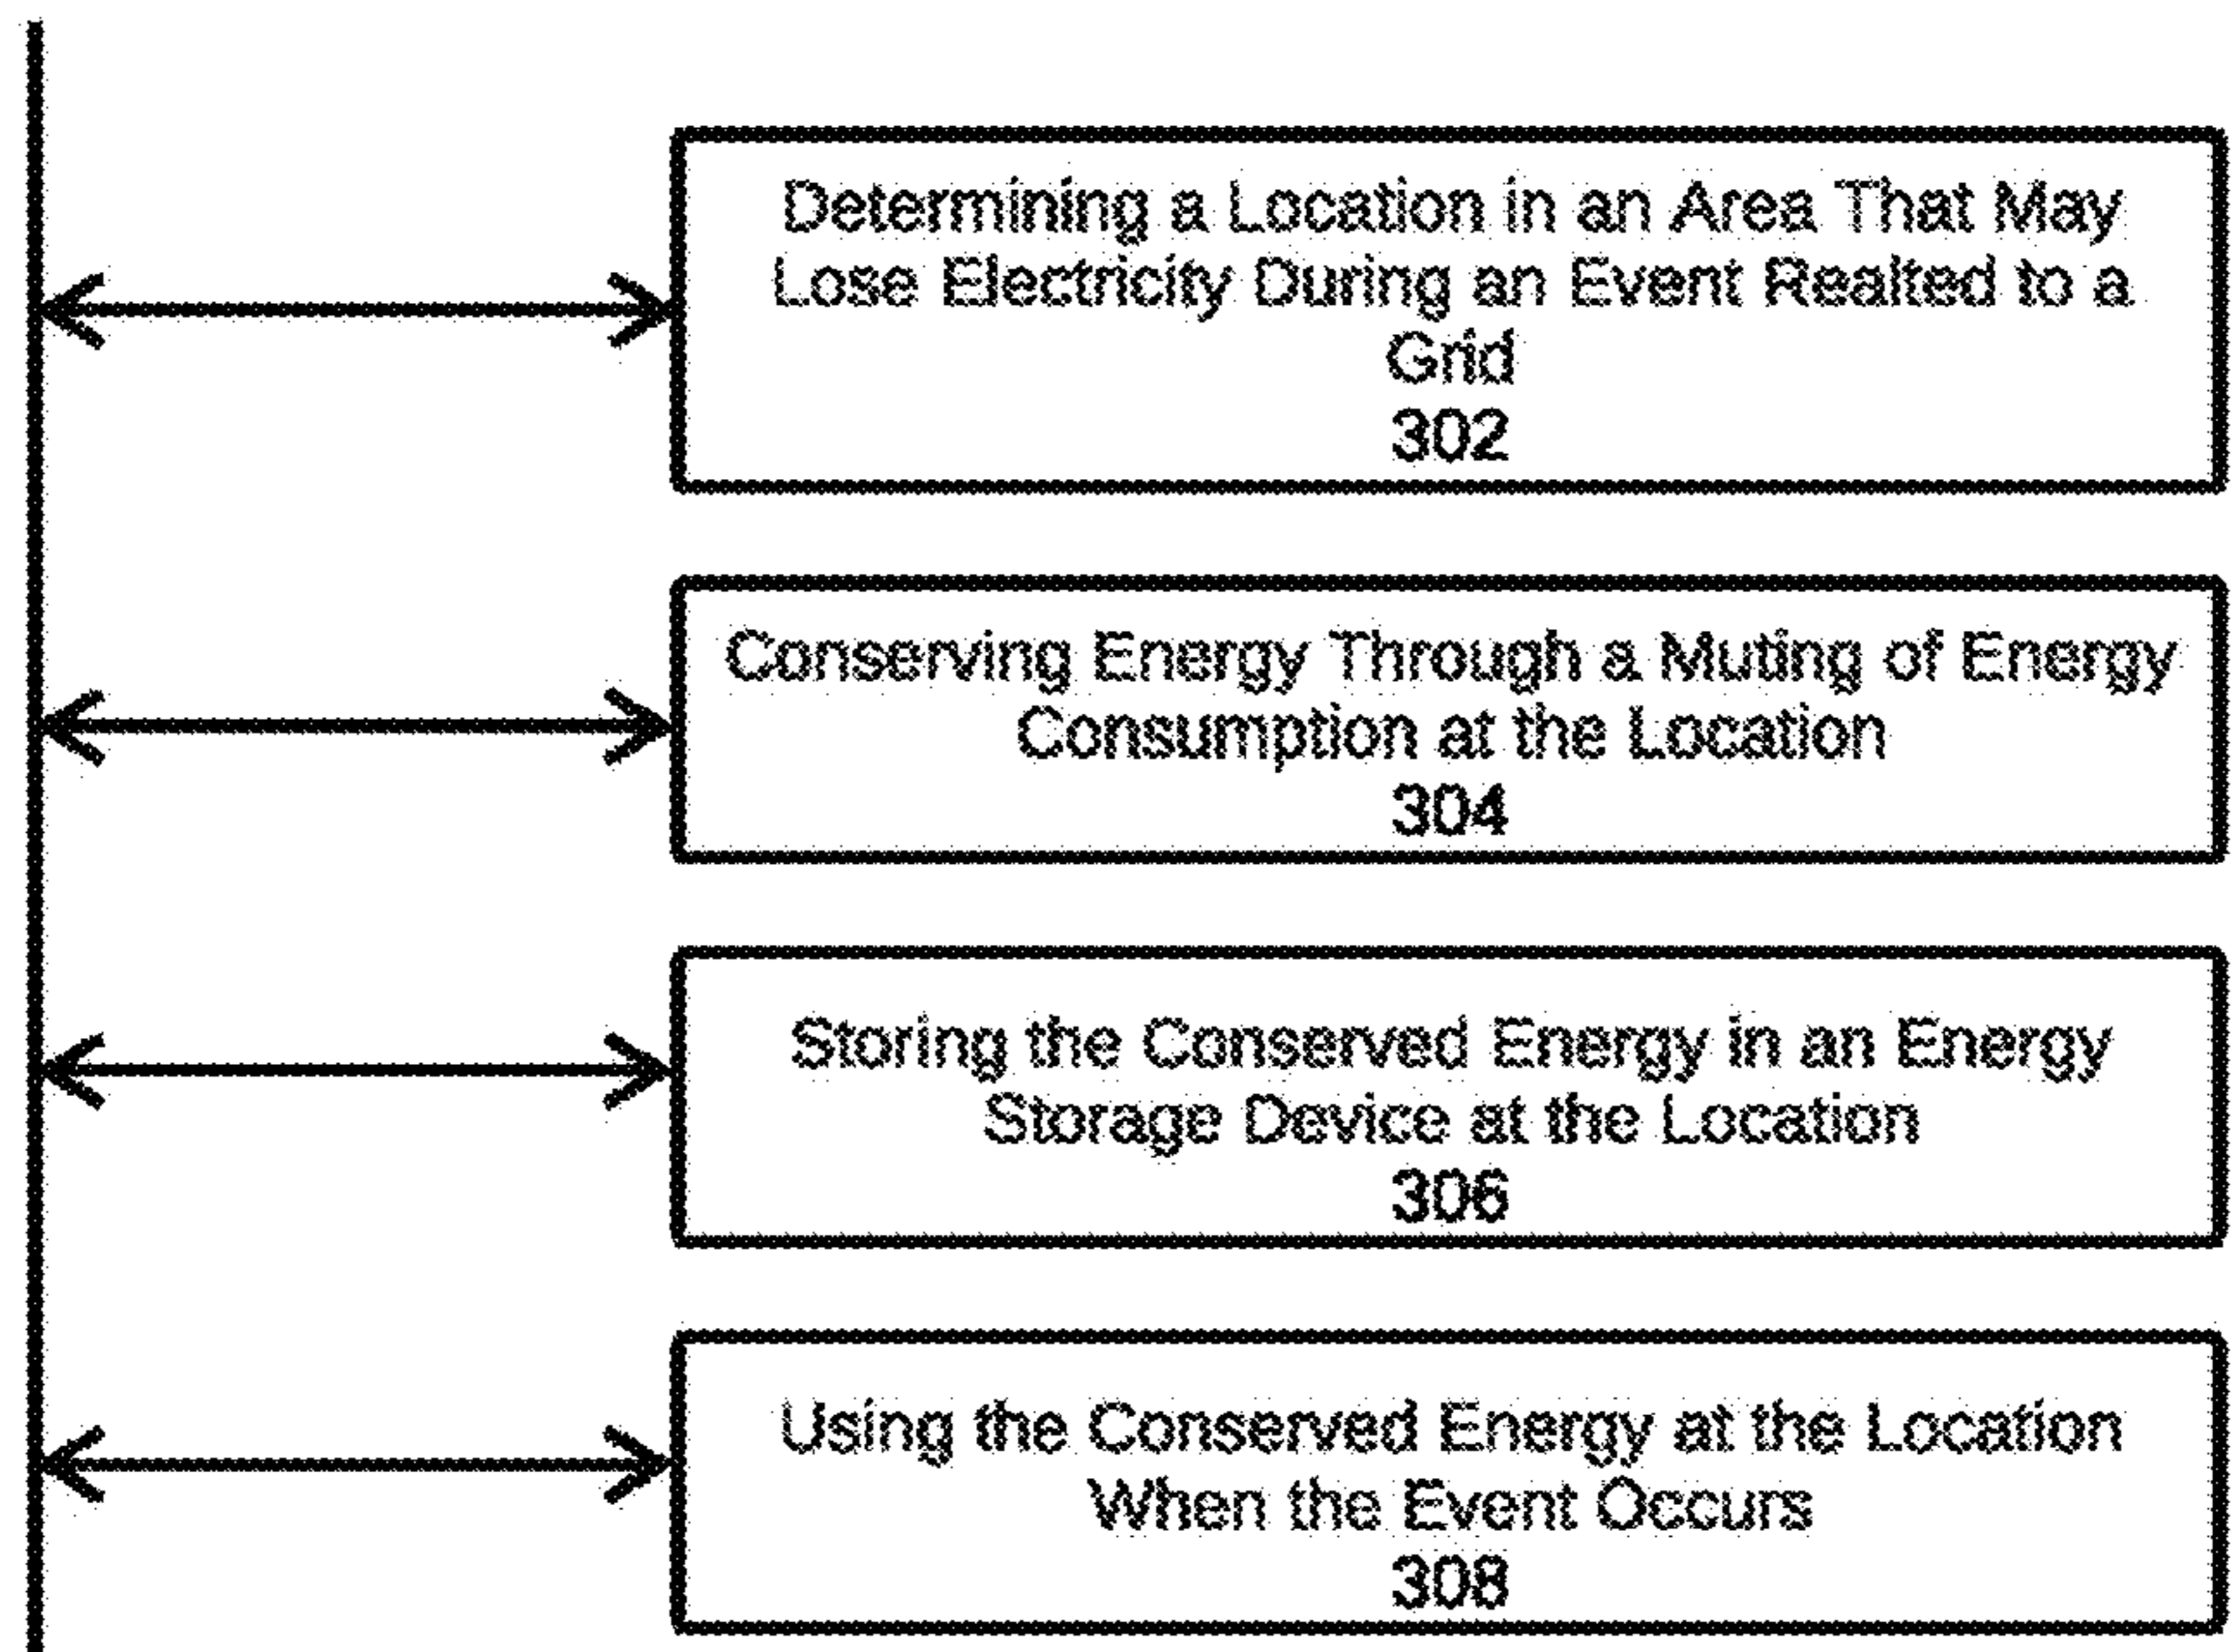 Determining a Location in an Area That May
Lose Electricity During an Event Realted to a
Grid
302
Conserving Energy Through a Muting of Energy
Consumption at the Location
304
Storing the Conserved Energy in an Energy
Storage Device at the Location
306
Using the Conserved Energy at the Location
When the Event Occurs
308